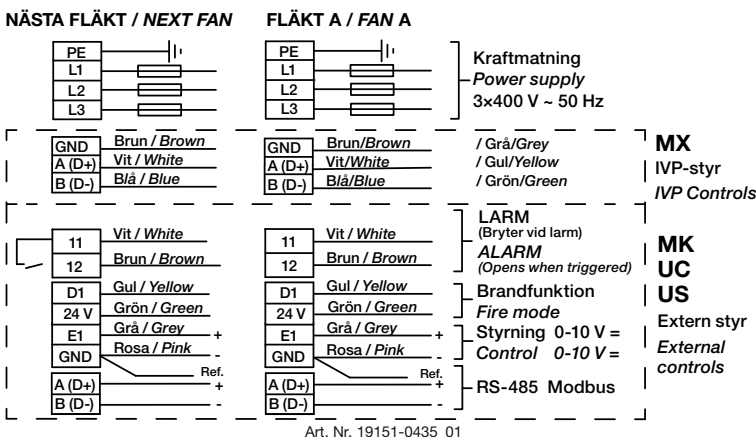 NÄSTA FLÄKT / NEXT FAN
FLÄKT A / FAN A
PE
L1
L2
L3
PE
L1
L2
L3
Kraftmatning
Power supply
3×400 V ~ 50 Hz
GND Brun / Brown
A (D+) Vit / White
B (D-) Blå / Blue
GND Brun/Brown / Grå/Grey
A (D+) Vit/White / Gul/Yellow
B (D-) Blå/Blue / Grön/Green
MX
IVP-styr
IVP Controls
11 Vit / White
12 Brun / Brown
D1 Gul / Yellow
24 V Grön / Green
E1 Grå / Grey +
GND Rosa / Pink -
A (D+) +
B (D-) -
11 Vit / White
12 Brun / Brown
D1 Gul / Yellow
24 V Grön / Green
E1 Grå / Grey +
GND Rosa / Pink -
Ref.
A (D+) +
B (D-) -
Ref.
LARM
(Bryter vid larm)
ALARM
(Opens when triggered)
Brandfunktion
Fire mode
Styrning 0-10 V =
Control 0-10 V =
RS-485 Modbus
MK
UC
US
Extern styr
External
controls
Art. Nr. 19151-0435 01